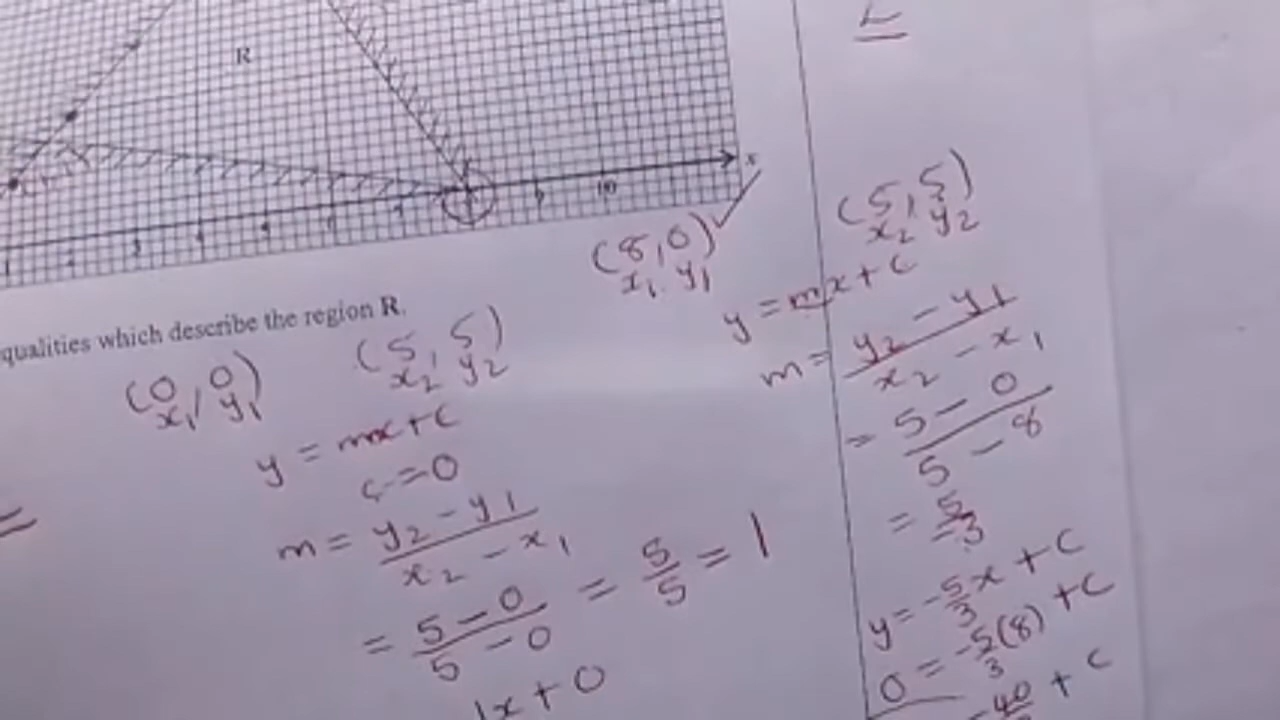 R
x
10
qualities which describe the region R.
(0, 0)
x₁, y₁
(5, 5)
x₂ y₂
y = mx + c
c = 0
m = y₂ - y₁ / x₂ - x₁
= 5 - 0 / 5 - 0 = 5/5 = 1
1x + 0
(8, 0) ✓
x₁ y₁
(5, 5)
x₂ y₂
y = mx + c
m = y₂ - y₁ / x₂ - x₁
= 5 - 0 / 5 - 8
= 5/-3
y = -5/3 x + c
0 = -5/3 (8) + c
-40 + c